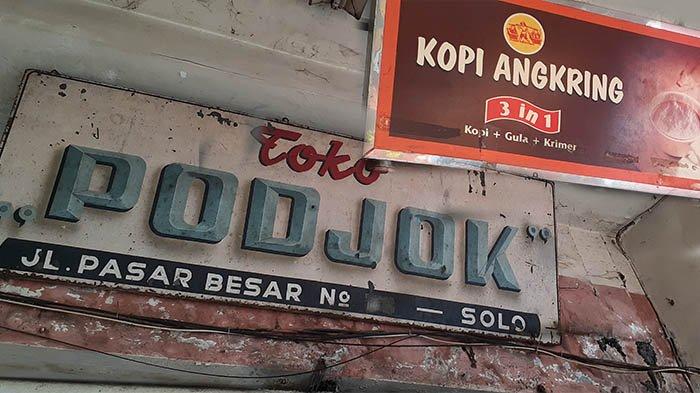 Toko
„PODJOK"
JL. PASAR BESAR No — SOLO
KOPI ANGKRING
3 in 1
Kopi + Gula + Krimer